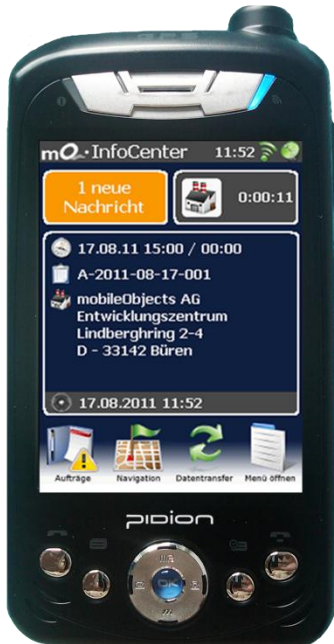 mO·InfoCenter 11:52
1 neue
Nachricht
0:00:11
17.08.11 15:00 / 00:00
A-2011-08-17-001
mobileObjects AG
Entwicklungszentrum
Lindberghring 2-4
D - 33142 Büren
17.08.2011 11:52
Aufträge Navigation Datentransfer Menü öffnen
PIDION
OK